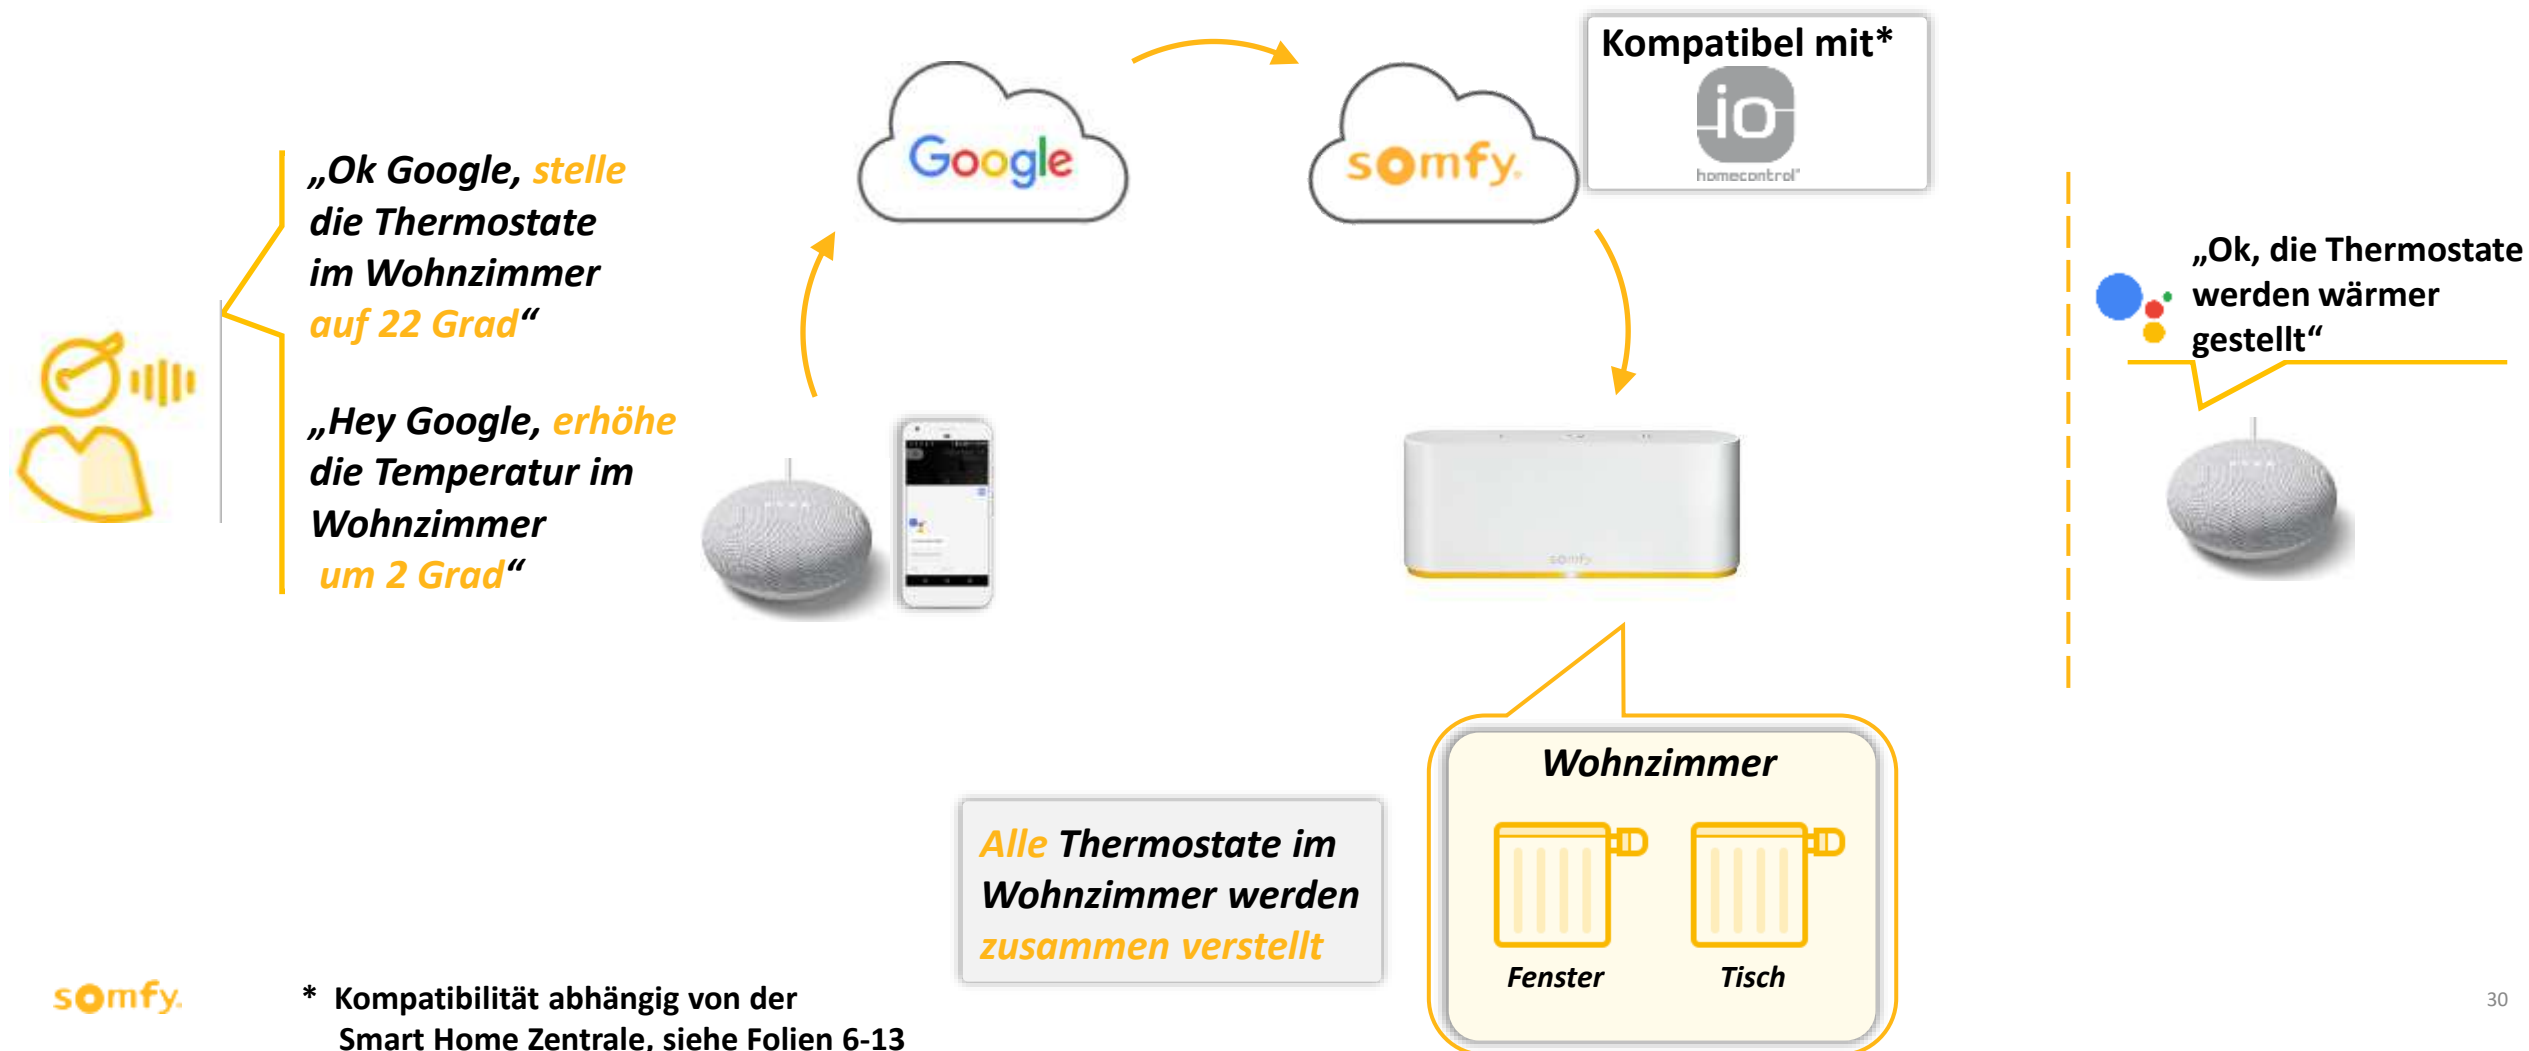 „Ok Google, stelle
die Thermostate
im Wohnzimmer
auf 22 Grad“
„Hey Google, erhöhe
die Temperatur im
Wohnzimmer
um 2 Grad“
Google
somfy.
Kompatibel mit*
io
homecontrol®
„Ok, die Thermostate
werden wärmer
gestellt“
somfy
Alle Thermostate im
Wohnzimmer werden
zusammen verstellt
Wohnzimmer
Fenster
Tisch
somfy.
* Kompatibilität abhängig von der
Smart Home Zentrale, siehe Folien 6-13
30